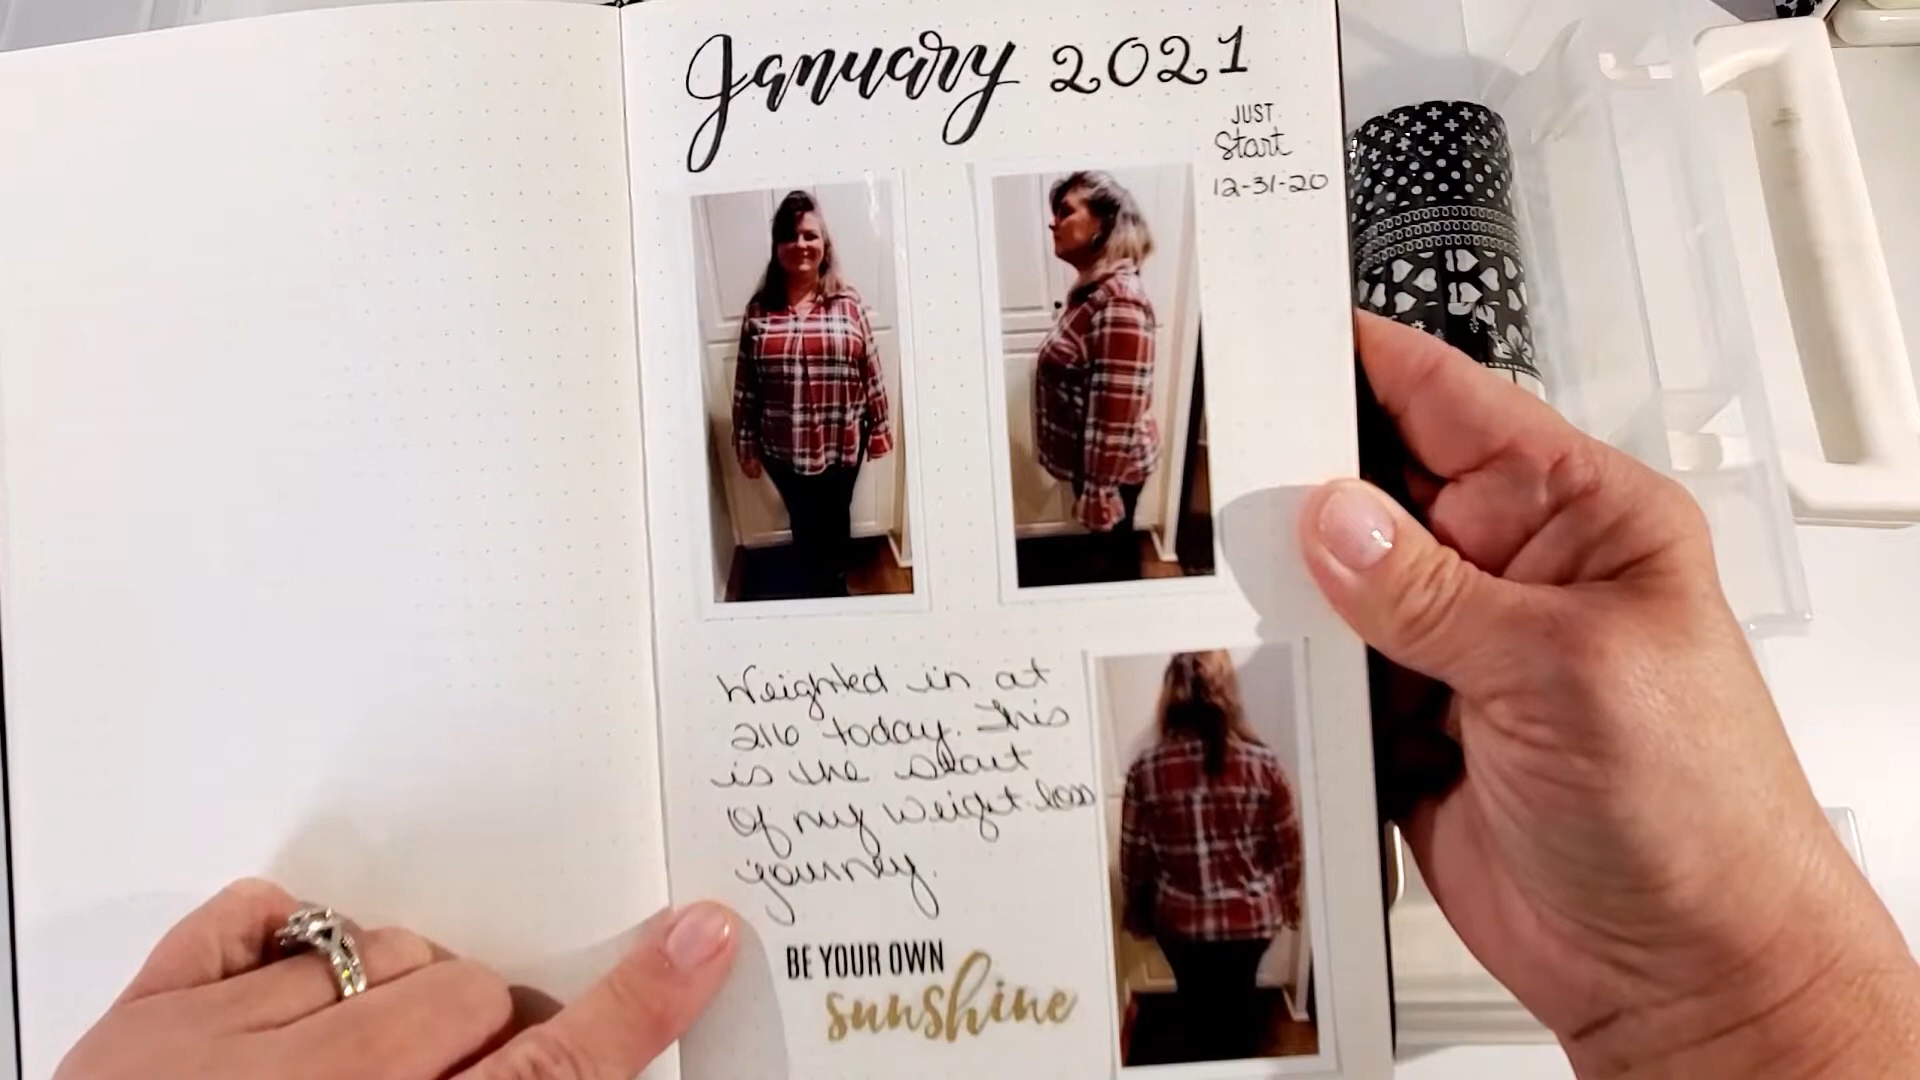 January 2021
JUST
Start
12-31-20
Weighted in at
216 today. This
is the start
of my weight loss
journey.
BE YOUR OWN
sunshine